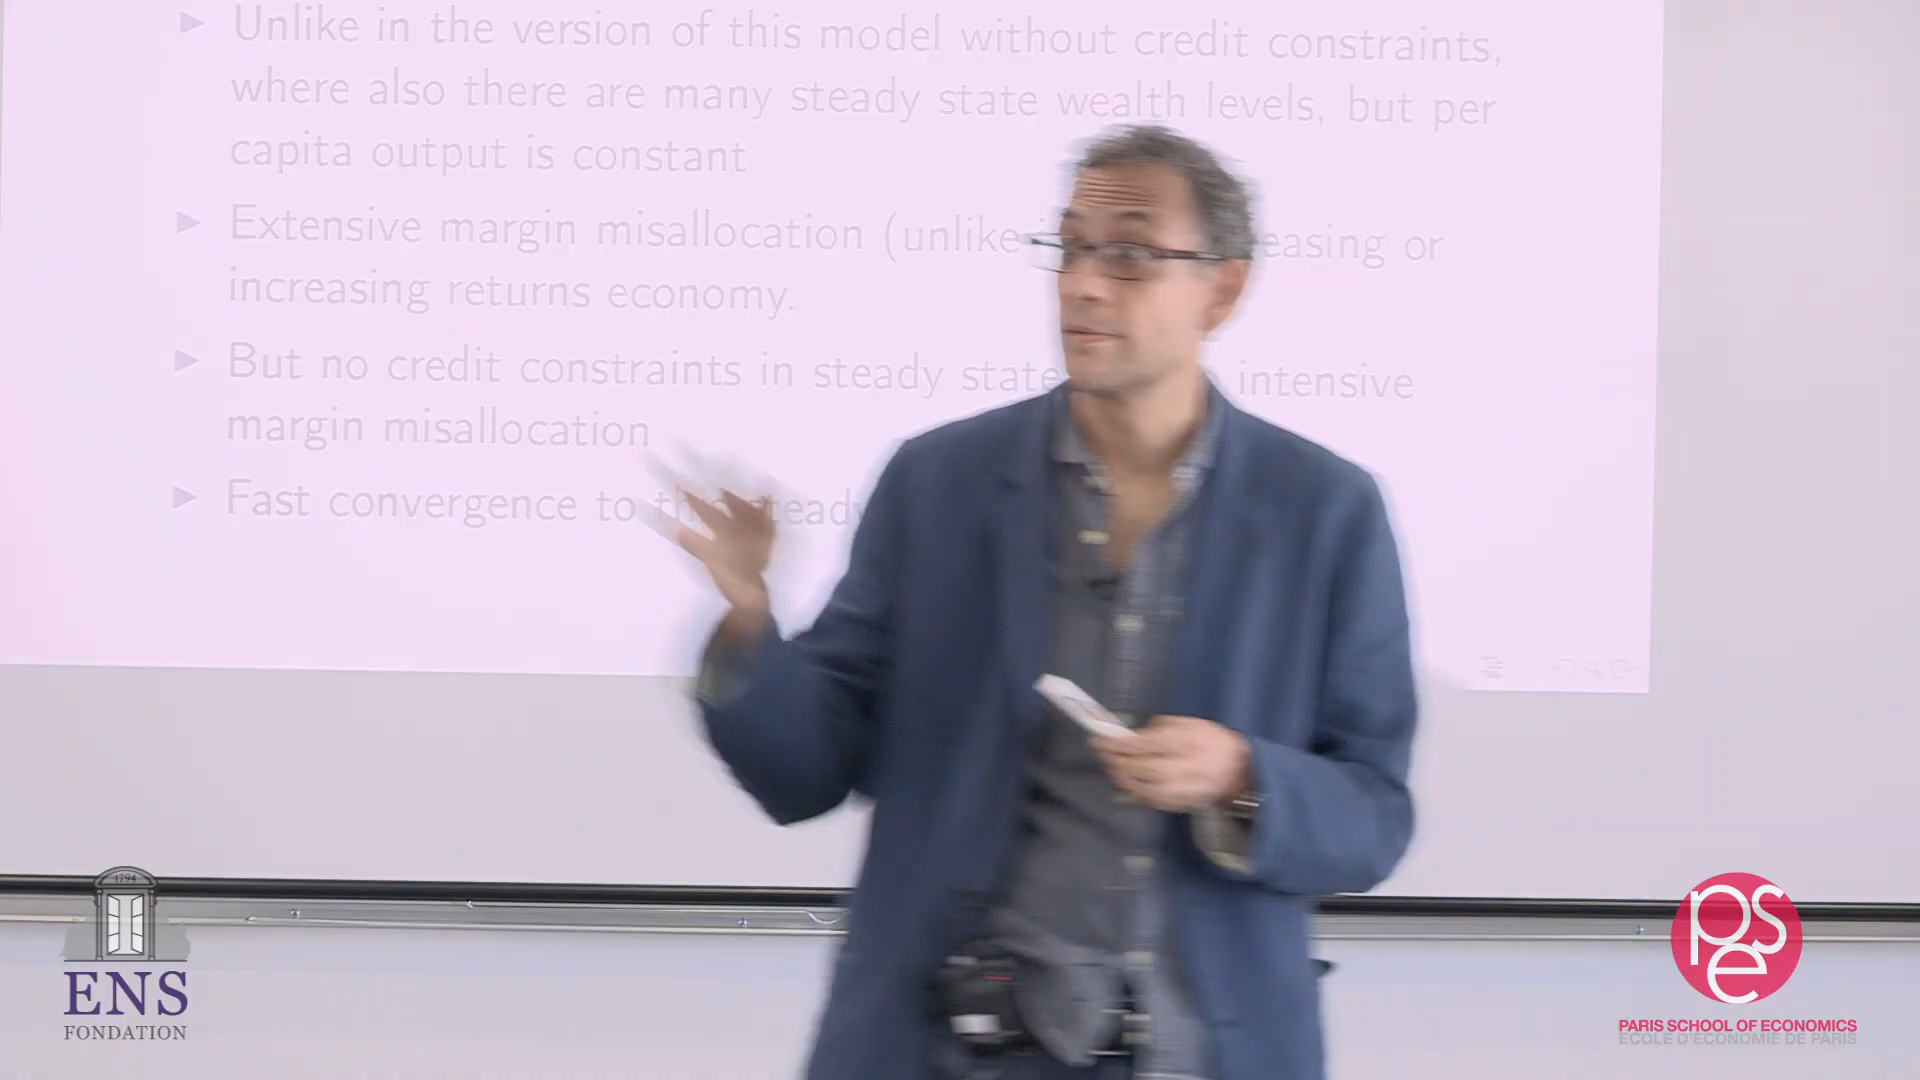 Unlike in the version of this model without credit constraints,
where also there are many steady state wealth levels, but per
capita output is constant
Extensive margin misallocation (unlike easing or
increasing returns economy.
But no credit constraints in steady state intensive
margin misallocation
Fast convergence to
1794
ENS
FONDATION
pse
PARIS SCHOOL OF ECONOMICS
ECOLE D'ECONOMIE DE PARIS